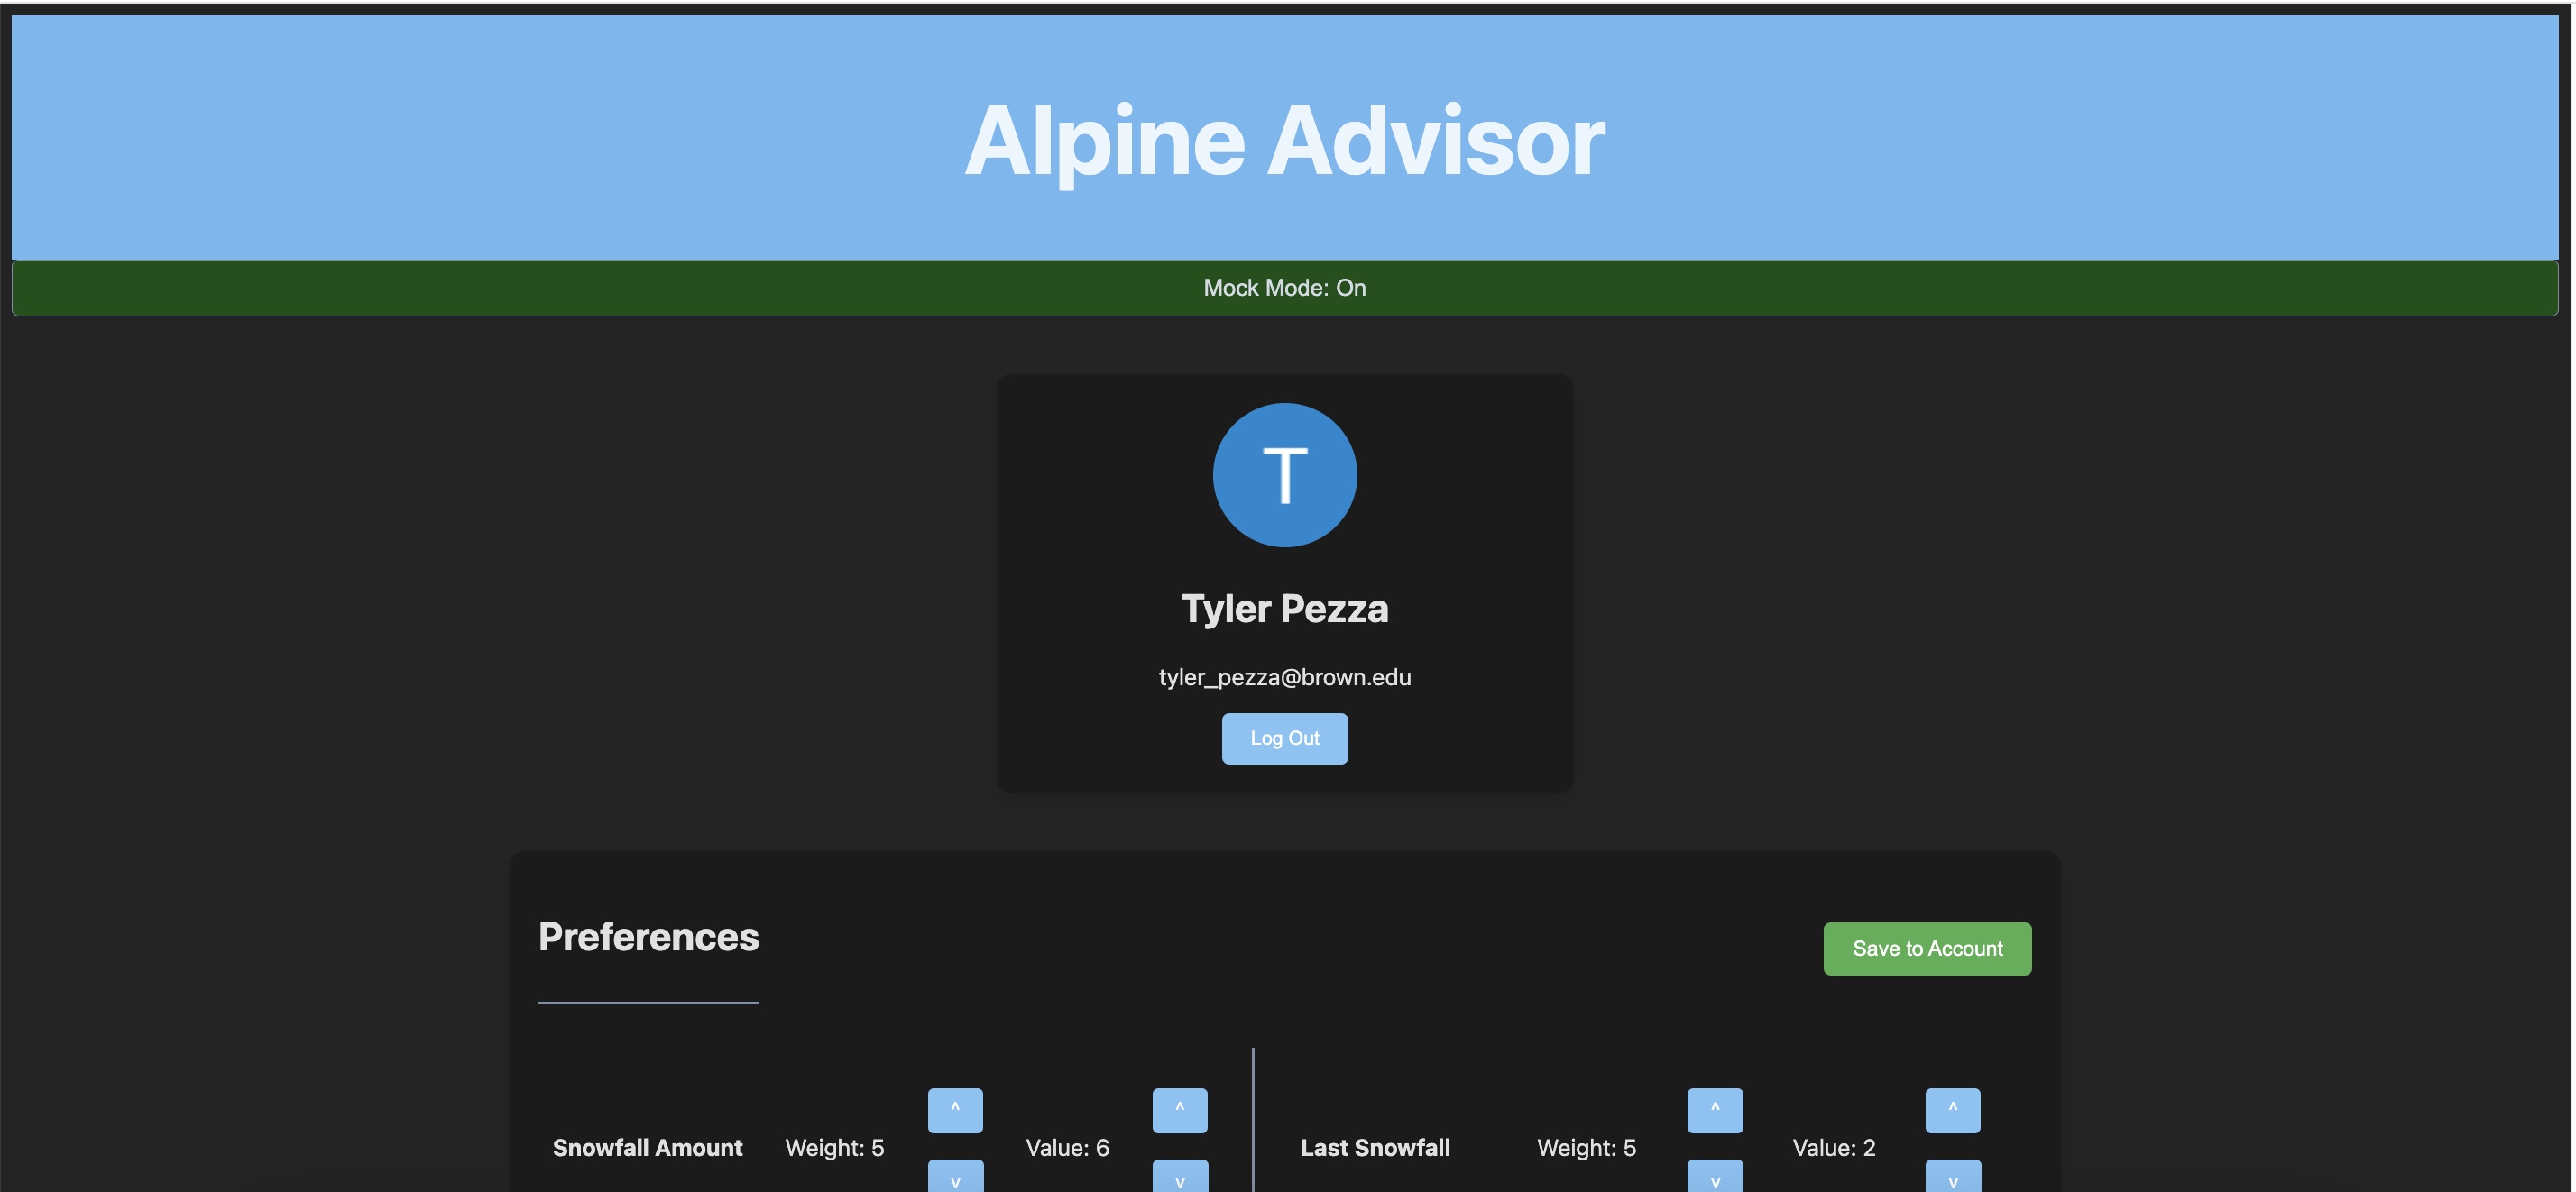 Alpine Advisor
Mock Mode: On
T
Tyler Pezza
tyler_pezza@brown.edu
Log Out
Preferences
Save to Account
^ ^ ^ ^
Snowfall Amount Weight: 5 Value: 6 Last Snowfall Weight: 5 Value: 2
v v v v